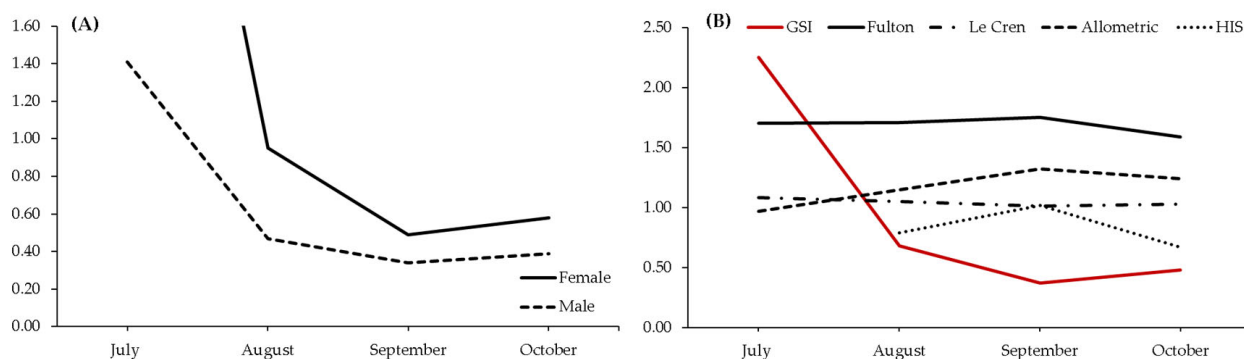 (A)
1.60
1.40
1.20
1.00
0.80
0.60
0.40
0.20
0.00
Female
Male
July August September October
(B)
GSI Fulton Le Cren Allometric HIS
2.50
2.00
1.50
1.00
0.50
0.00
July August September October